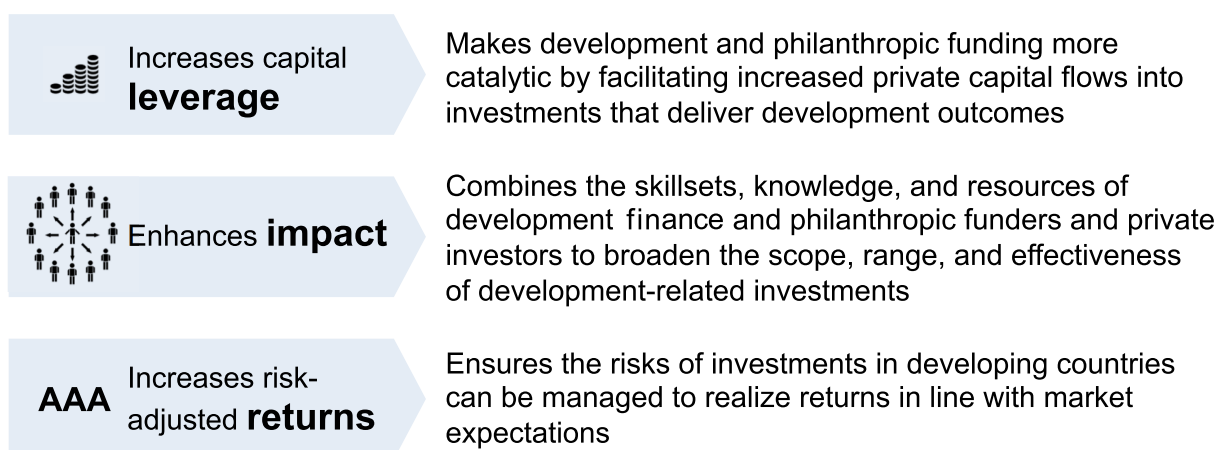 Increases capital
leverage
Makes development and philanthropic funding more
catalytic by facilitating increased private capital flows into
investments that deliver development outcomes
Enhances impact
Combines the skillsets, knowledge, and resources of
development finance and philanthropic funders and private
investors to broaden the scope, range, and effectiveness
of development-related investments
AAA
Increases risk-
adjusted returns
Ensures the risks of investments in developing countries
can be managed to realize returns in line with market
expectations